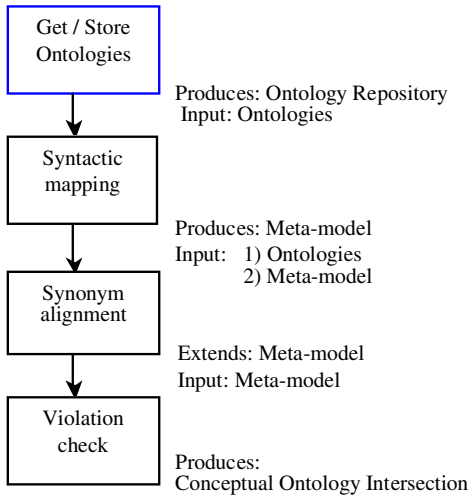 Get / Store
Ontologies
Produces: Ontology Repository
Input: Ontologies
Syntactic
mapping
Produces: Meta-model
Input: 1) Ontologies
2) Meta-model
Synonym
alignment
Extends: Meta-model
Input: Meta-model
Violation
check
Produces:
Conceptual Ontology Intersection